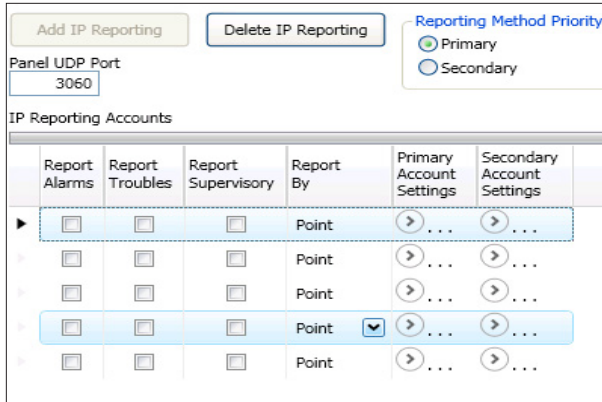 Add IP Reporting
Delete IP Reporting
Reporting Method Priority
Primary
Secondary
Panel UDP Port
3060
IP Reporting Accounts
Report Alarms
Report Troubles
Report Supervisory
Report By
Primary Account Settings
Secondary Account Settings
Point ... ...
Point ... ...
Point ... ...
Point ... ...
Point ... ...